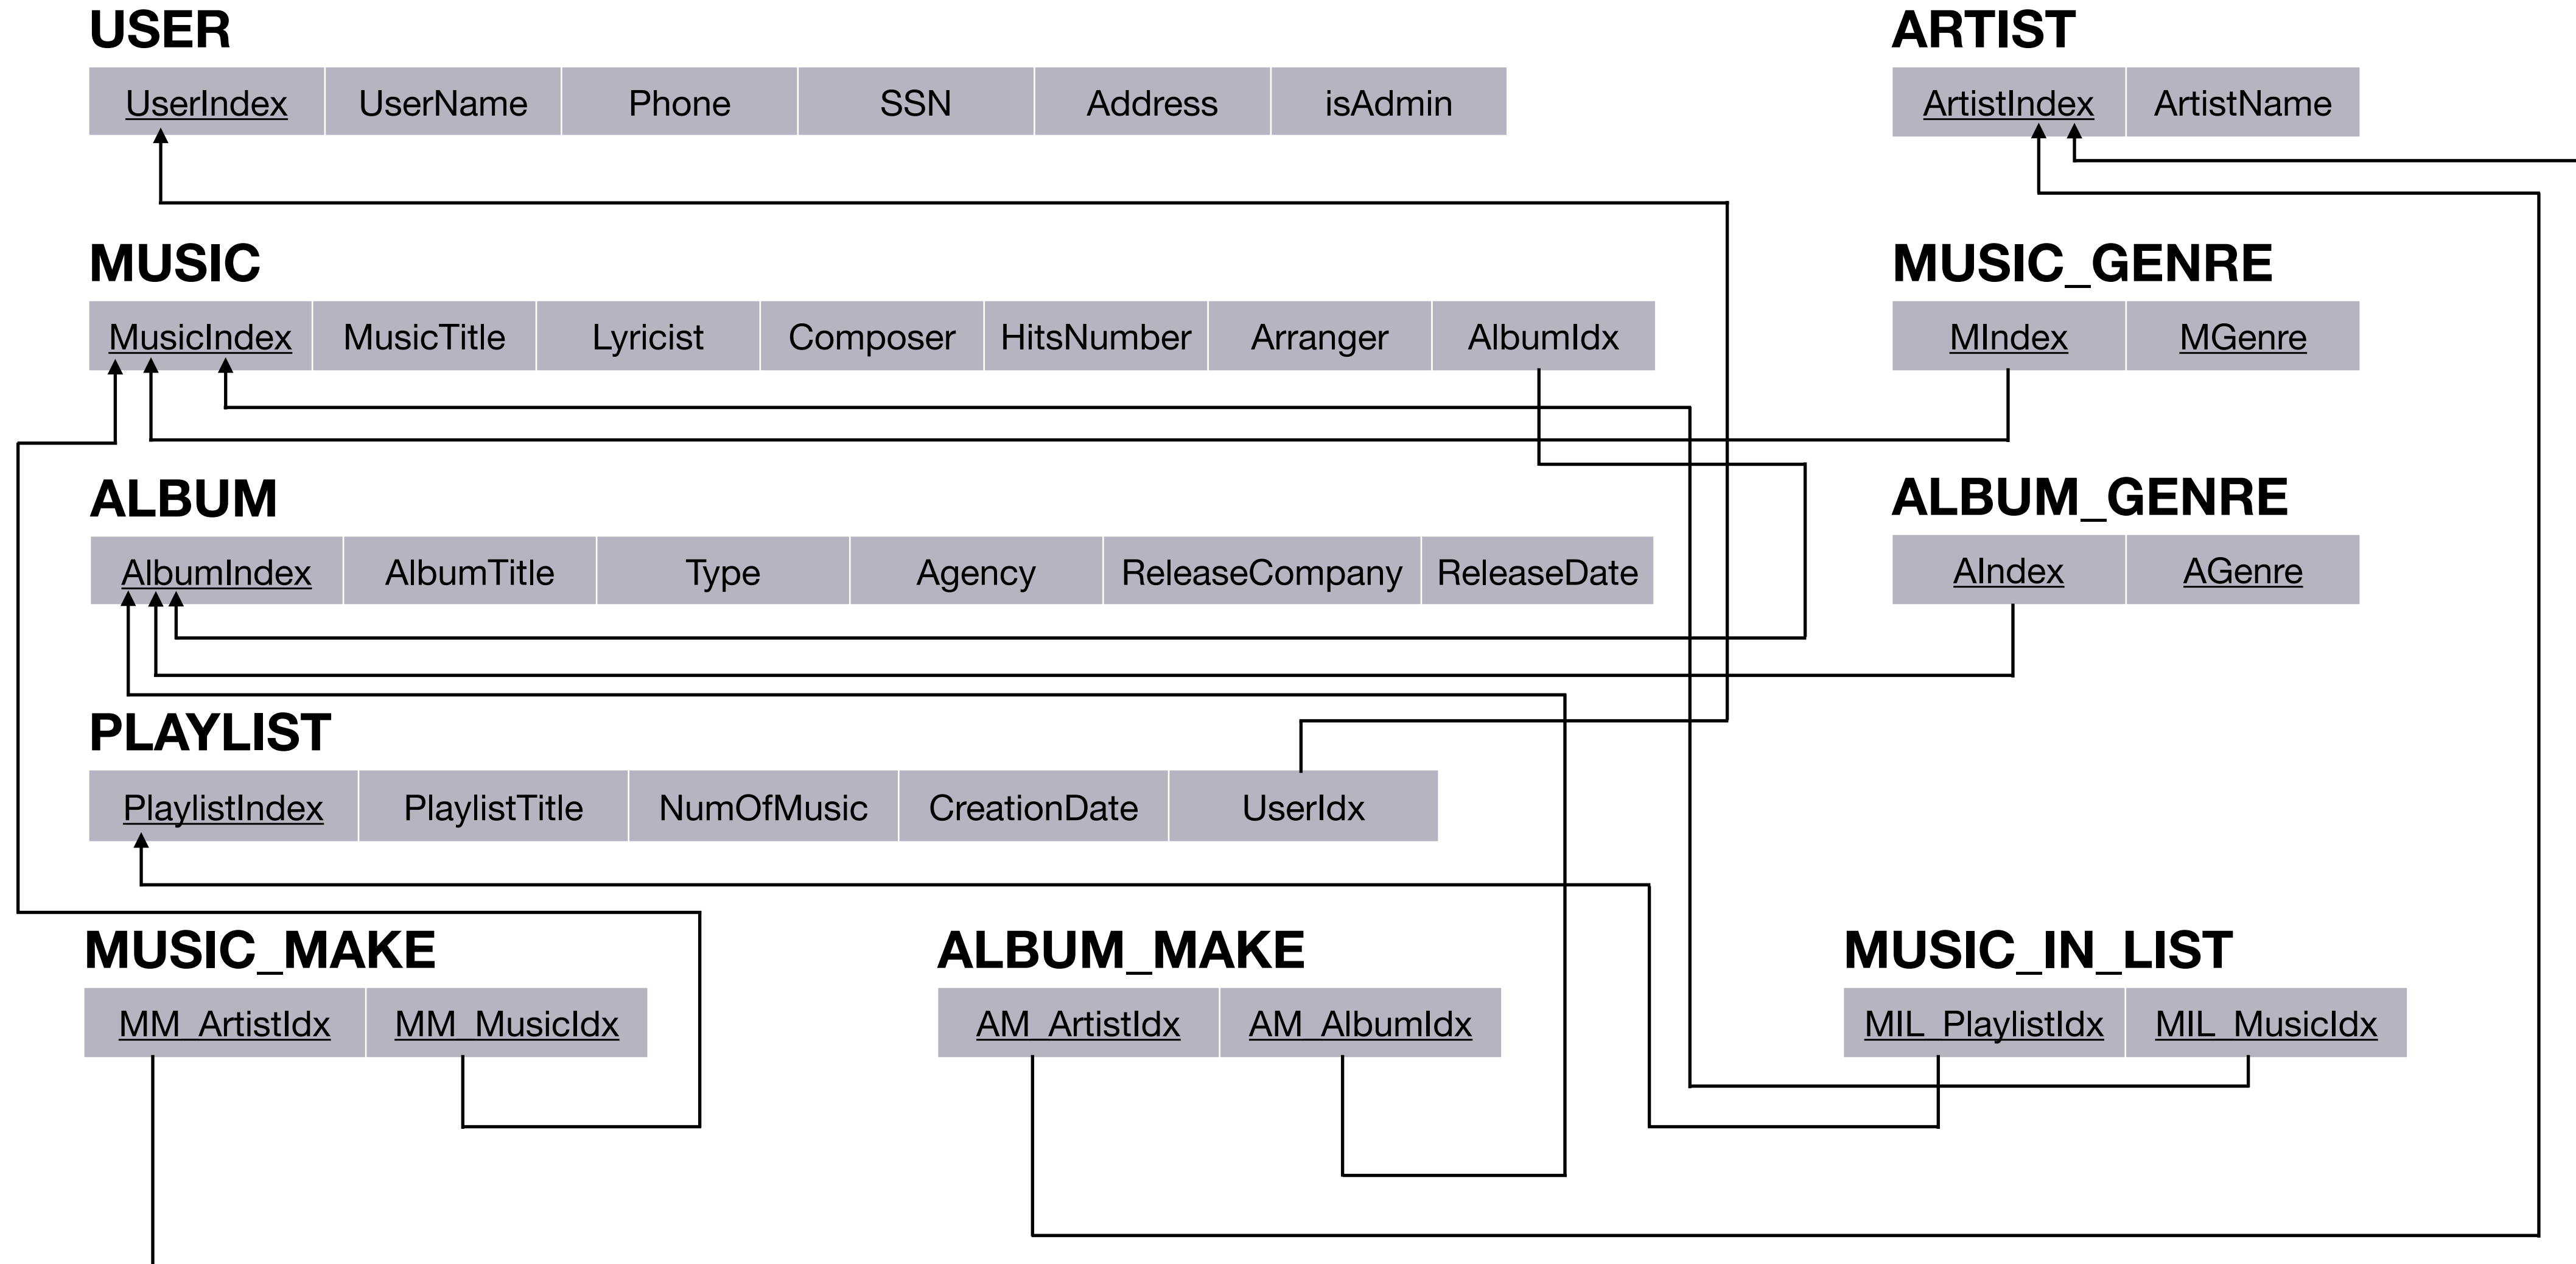 USER
UserIndex UserName Phone SSN Address isAdmin
ARTIST
ArtistIndex ArtistName
MUSIC
MusicIndex MusicTitle Lyricist Composer HitsNumber Arranger AlbumIdx
MUSIC_GENRE
MIndex MGenre
ALBUM
AlbumIndex AlbumTitle Type Agency ReleaseCompany ReleaseDate
ALBUM_GENRE
AIndex AGenre
PLAYLIST
PlaylistIndex PlaylistTitle NumOfMusic CreationDate UserIdx
MUSIC_MAKE
MM_ArtistIdx MM_MusicIdx
ALBUM_MAKE
AM_ArtistIdx AM_AlbumIdx
MUSIC_IN_LIST
MIL_PlaylistIdx MIL_MusicIdx